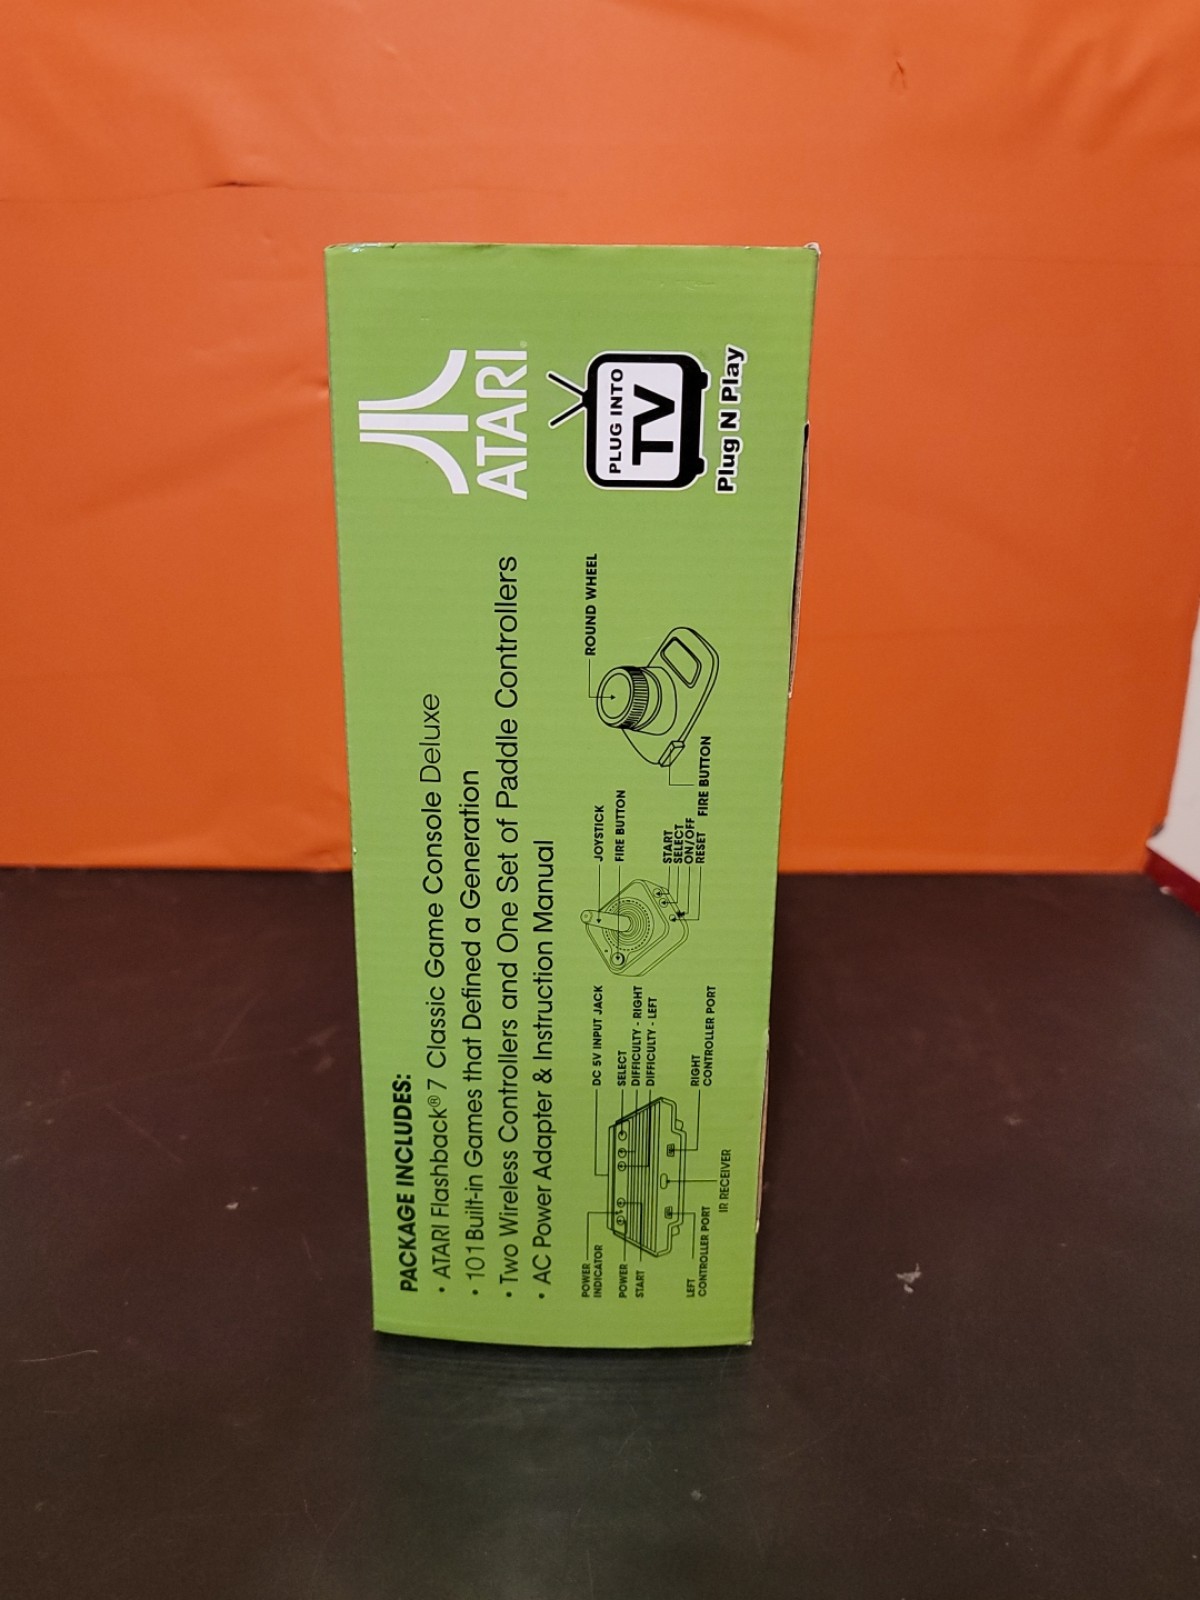 PACKAGE INCLUDES:
• ATARI Flashback® 7 Classic Game Console Deluxe
• 101 Built-in Games that Defined a Generation
• Two Wireless Controllers and One Set of Paddle Controllers
• AC Power Adapter & Instruction Manual
POWER
INDICATOR
POWER
START
LEFT
CONTROLLER PORT
IR RECEIVER
DC 5V INPUT JACK
SELECT
DIFFICULTY - RIGHT
DIFFICULTY - LEFT
RIGHT
CONTROLLER PORT
JOYSTICK
FIRE BUTTON
START
SELECT
ON/OFF
RESET
ROUND WHEEL
FIRE BUTTON
ATARI®
PLUG INTO
TV
Plug N Play